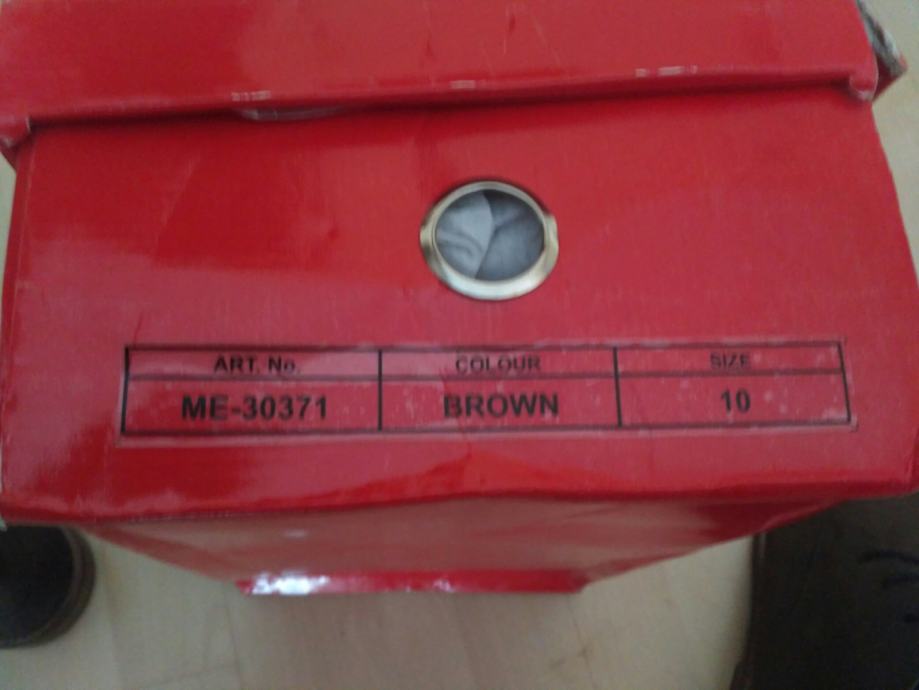 ART. No. COLOUR SIZE
ME-30371 BROWN 10